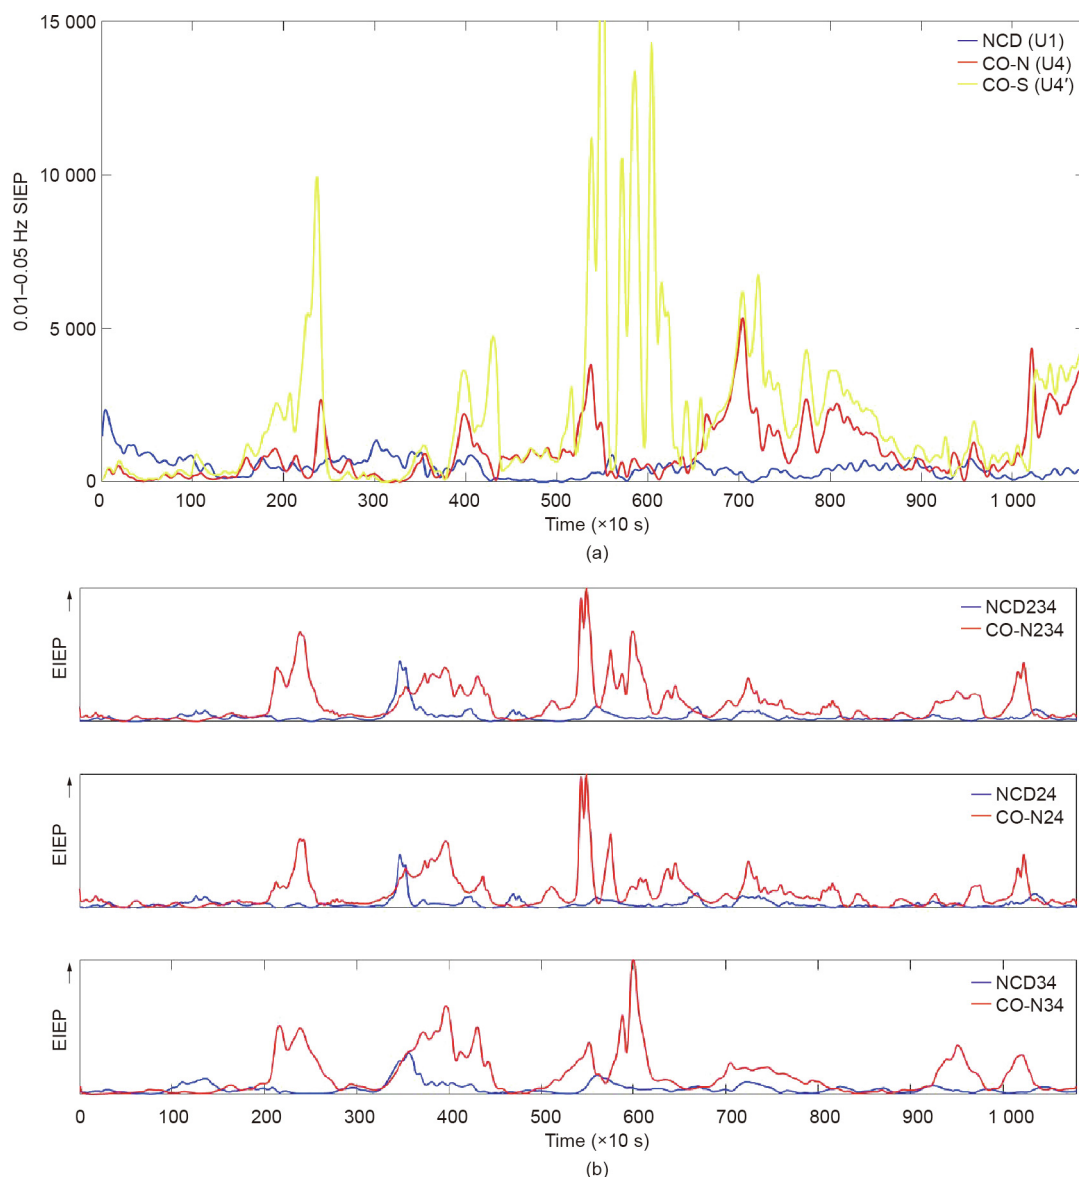 15 000
NCD (U1)
CO-N (U4)
CO-S (U4′)
10 000
0.01–0.05 Hz SIEP
5 000
0
0 100 200 300 400 500 600 700 800 900 1 000
Time (×10 s)
(a)
EIEP
NCD234
CO-N234
EIEP
NCD24
CO-N24
EIEP
NCD34
CO-N34
0 100 200 300 400 500 600 700 800 900 1 000
Time (×10 s)
(b)